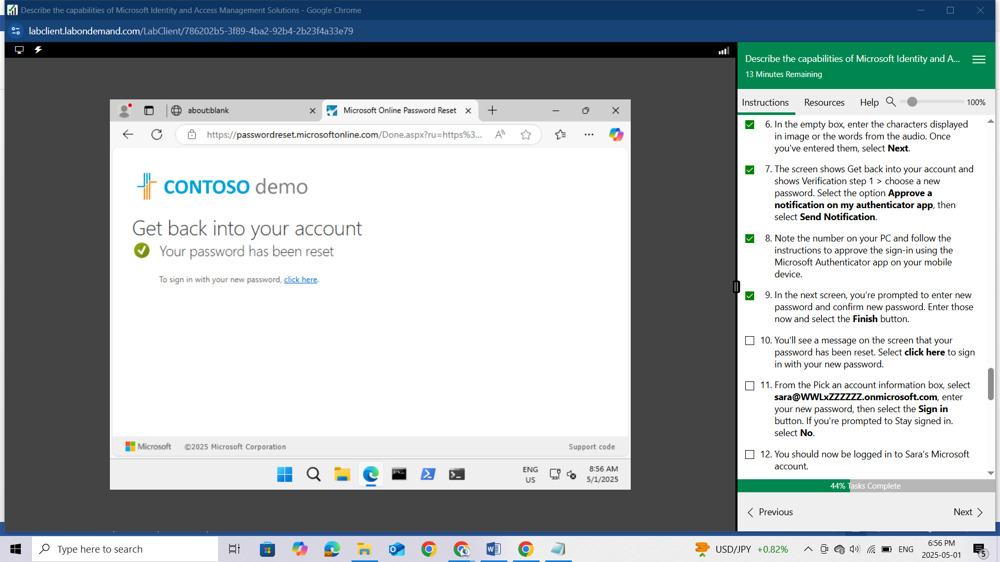 Describe the capabilities of Microsoft Identity and Access Management Solutions - Google Chrome
labclient.labondemand.com/LabClient/786202b5-3f89-4ba2-92b4-2b23f4a33e79
Describe the capabilities of Microsoft Identity and A...
13 Minutes Remaining
Instructions
Resources
Help
100%
about:blank
Microsoft Online Password Reset
https://passwordreset.microsoftonline.com/Done.aspx?ru=https%3...
CONTOSO demo
Get back into your account
Your password has been reset
To sign in with your new password, click here.
Microsoft
©2025 Microsoft Corporation
Support code
ENG
US
8:56 AM
5/1/2025
6. In the empty box, enter the characters displayed
in image or the words from the audio. Once
you've entered them, select Next.
7. The screen shows Get back into your account and
shows Verification step 1 > choose a new
password. Select the option Approve a
notification on my authenticator app, then
select Send Notification.
8. Note the number on your PC and follow the
instructions to approve the sign-in using the
Microsoft Authenticator app on your mobile
device.
9. In the next screen, you're prompted to enter new
password and confirm new password. Enter those
now and select the Finish button.
10. You'll see a message on the screen that your
password has been reset. Select click here to sign
in with your new password.
11. From the Pick an account information box, select
sara@WWLxZZZZZZ.onmicrosoft.com, enter
your new password, then select the Sign in
button. If you're prompted to Stay signed in.
select No.
12. You should now be logged in to Sara's Microsoft
account.
44% Tasks Complete
Previous
Next
Type here to search
USD/JPY +0.82%
ENG
6:56 PM
2025-05-01
5